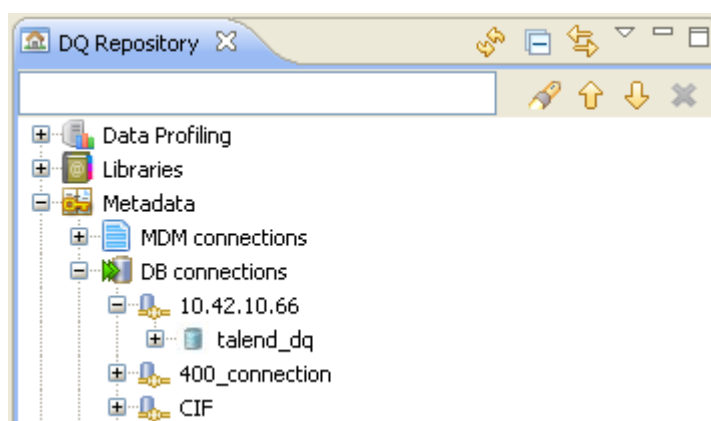 DQ Repository
Data Profiling
Libraries
Metadata
MDM connections
DB connections
10.42.10.66
talend_dq
400_connection
CIF